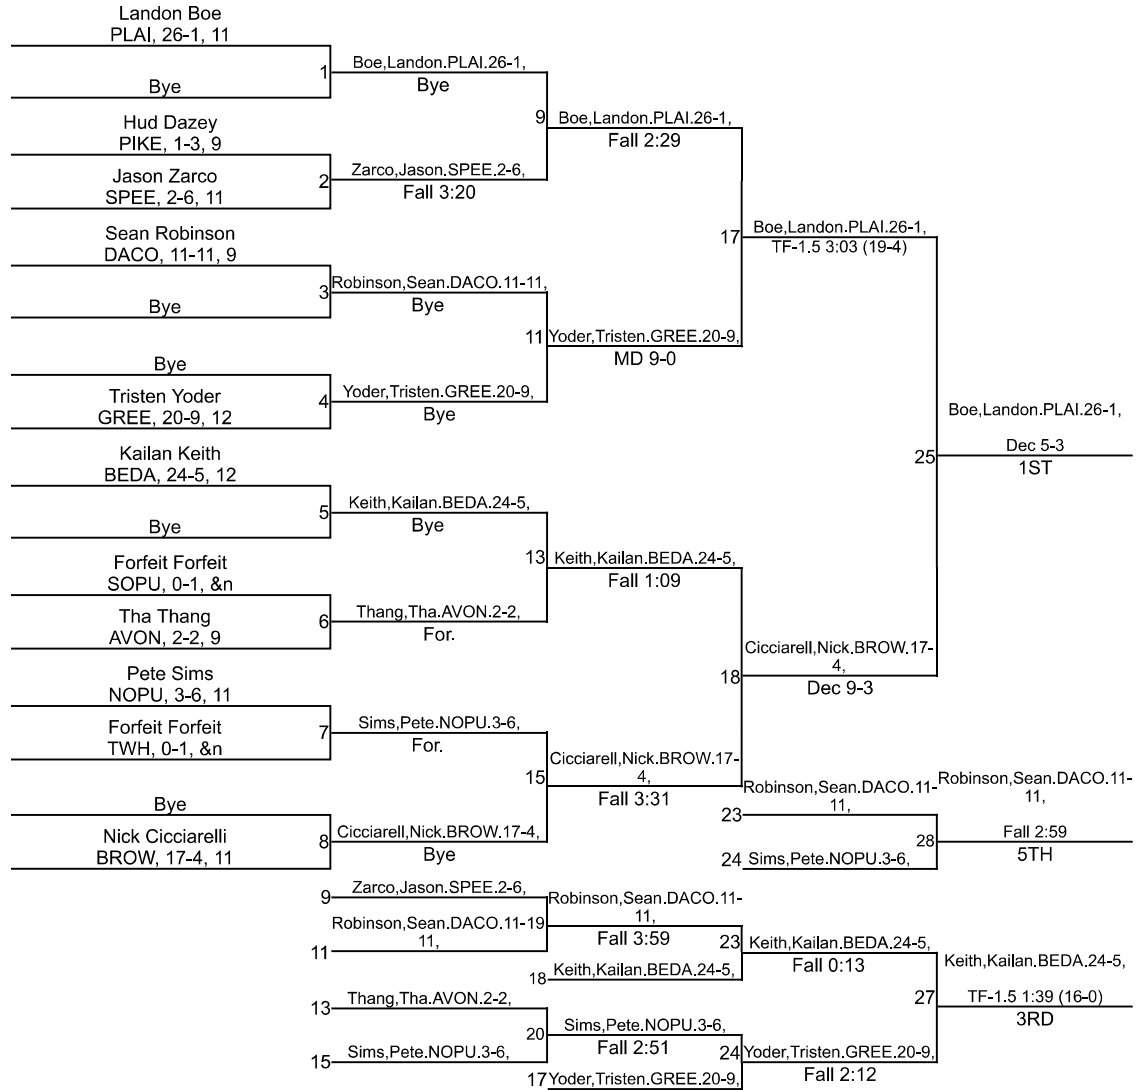 Landon Boe
PLAI, 26-1, 11
Bye
1
Boe,Landon.PLAI.26-1,
Bye
Hud Dazey
PIKE, 1-3, 9
Jason Zarco
SPEE, 2-6, 11
2
Zarco,Jason.SPEE.2-6,
Fall 3:20
9
Boe,Landon.PLAI.26-1,
Fall 2:29
Sean Robinson
DACO, 11-11, 9
Bye
3
Robinson,Sean.DACO.11-11,
Bye
Bye
Tristen Yoder
GREE, 20-9, 12
4
Yoder,Tristen.GREE.20-9,
Bye
11
Yoder,Tristen.GREE.20-9,
MD 9-0
17
Boe,Landon.PLAI.26-1,
TF-1.5 3:03 (19-4)
Kailan Keith
BEDA, 24-5, 12
Bye
5
Keith,Kailan.BEDA.24-5,
Bye
Forfeit Forfeit
SOPU, 0-1, &n
Tha Thang
AVON, 2-2, 9
6
Thang,Tha.AVON.2-2,
For.
13
Keith,Kailan.BEDA.24-5,
Fall 1:09
Pete Sims
NOPU, 3-6, 11
Forfeit Forfeit
TWH, 0-1, &n
7
Sims,Pete.NOPU.3-6,
For.
Bye
Nick Cicciarelli
BROW, 17-4, 11
8
Cicciarell,Nick.BROW.17-4,
Bye
15
Cicciarell,Nick.BROW.17-
4,
Fall 3:31
18
Cicciarell,Nick.BROW.17-
4,
Dec 9-3
25
Boe,Landon.PLAI.26-1,
Dec 5-3
1ST
Robinson,Sean.DACO.11-
11,
23
24
Sims,Pete.NOPU.3-6,
28
Robinson,Sean.DACO.11-
11,
Fall 2:59
5TH
9
Zarco,Jason.SPEE.2-6,
Robinson,Sean.DACO.11-
11,
11
19
Robinson,Sean.DACO.11-
11,
Fall 3:59
18
Keith,Kailan.BEDA.24-5,
23
Keith,Kailan.BEDA.24-5,
Fall 0:13
13
Thang,Tha.AVON.2-2,
15
Sims,Pete.NOPU.3-6,
20
Sims,Pete.NOPU.3-6,
Fall 2:51
17
Yoder,Tristen.GREE.20-9,
24
Yoder,Tristen.GREE.20-9,
Fall 2:12
27
Keith,Kailan.BEDA.24-5,
TF-1.5 1:39 (16-0)
3RD